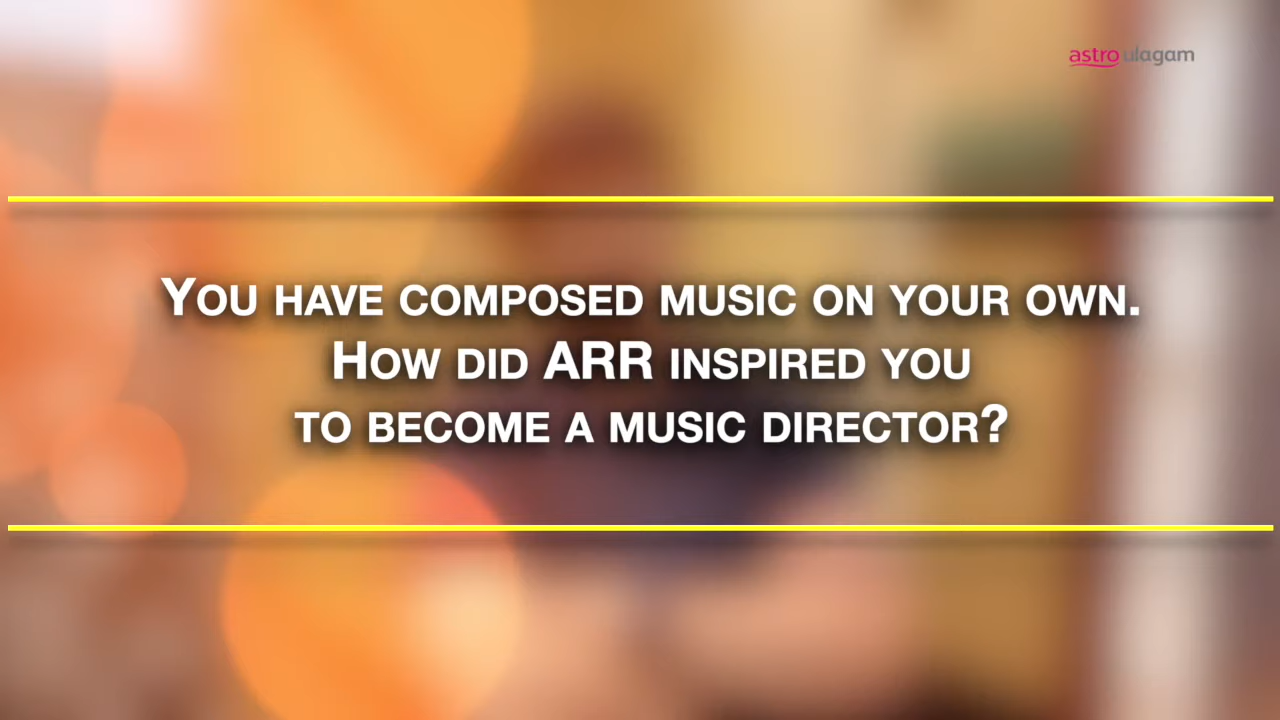 astro ulagam
You have composed music on your own.
How did ARR inspired you
to become a music director?